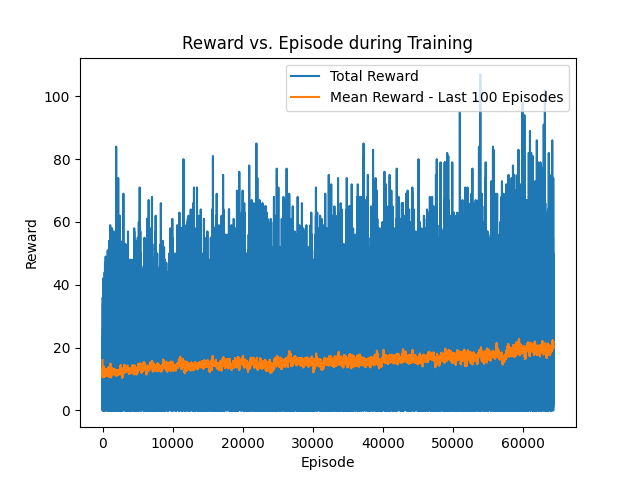 Reward vs. Episode during Training
Total Reward
Mean Reward - Last 100 Episodes
100
80
60
40
20
0
Reward
0 10000 20000 30000 40000 50000 60000
Episode